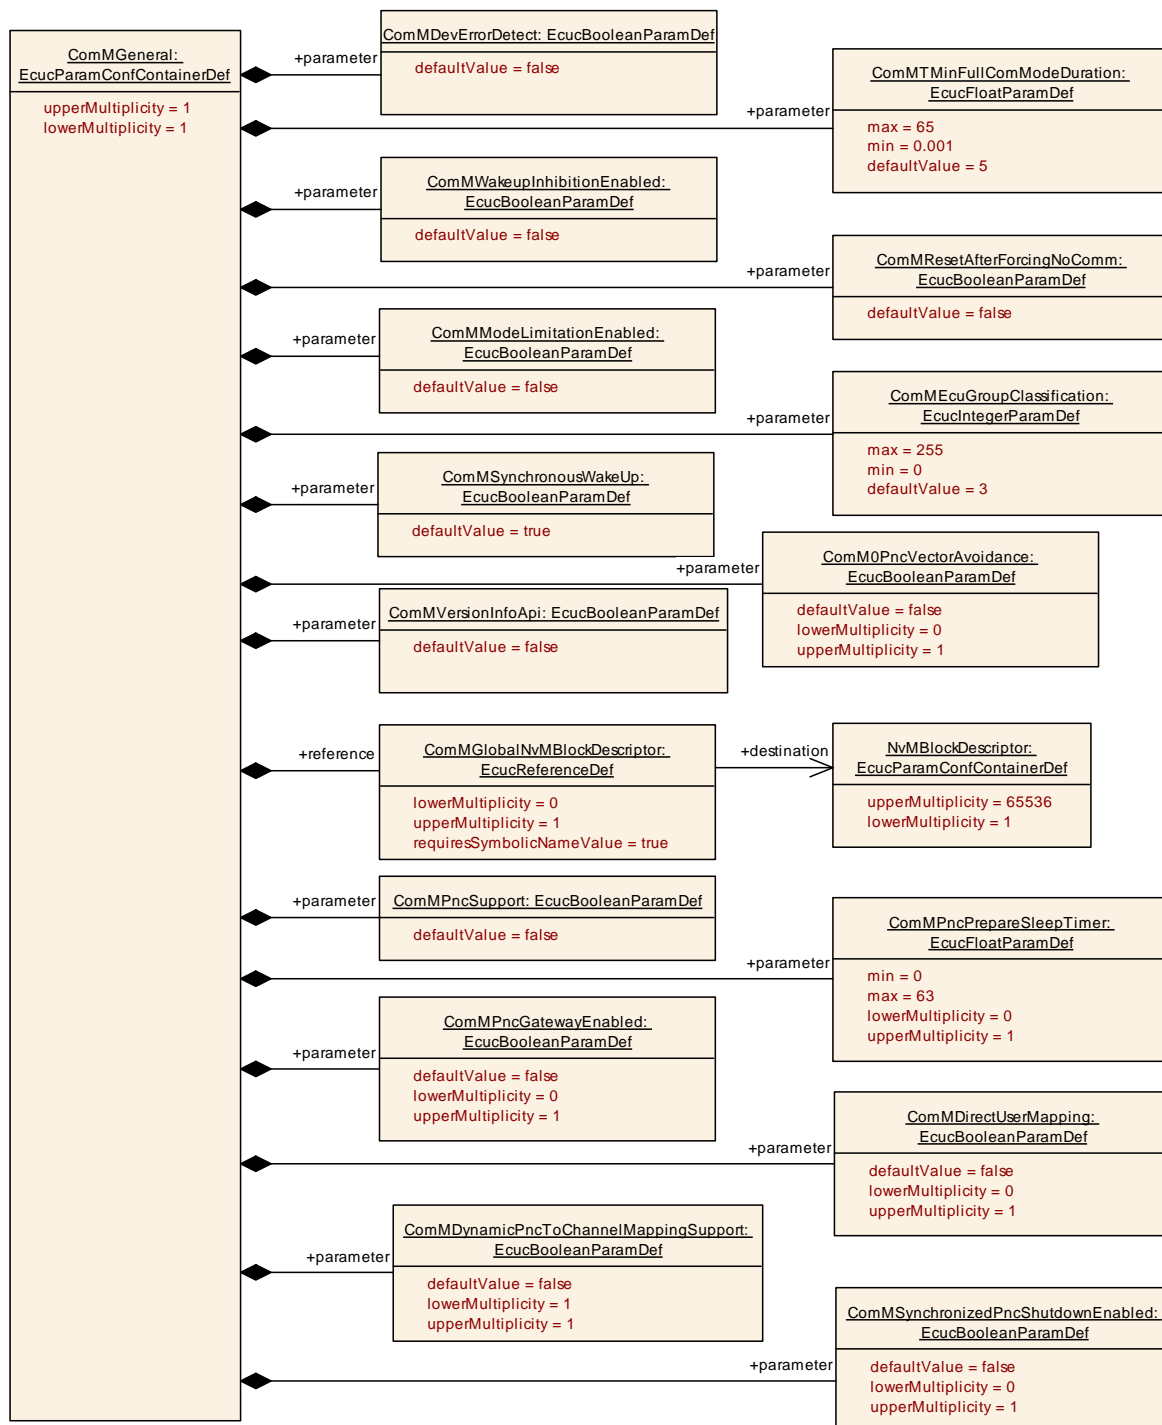 ComMGeneral:
EcucParamConfContainerDef
upperMultiplicity = 1
lowerMultiplicity = 1
+parameter
ComMDevErrorDetect: EcucBooleanParamDef
defaultValue = false
+parameter
ComMTMinFullComModeDuration:
EcucFloatParamDef
max = 65
min = 0.001
defaultValue = 5
+parameter
ComMWakeupInhibitionEnabled:
EcucBooleanParamDef
defaultValue = false
+parameter
ComMResetAfterForcingNoComm:
EcucBooleanParamDef
defaultValue = false
+parameter
ComMModeLimitationEnabled:
EcucBooleanParamDef
defaultValue = false
+parameter
ComMEcuGroupClassification:
EcucIntegerParamDef
max = 255
min = 0
defaultValue = 3
+parameter
ComMSynchronousWakeUp:
EcucBooleanParamDef
defaultValue = true
+parameter
ComM0PncVectorAvoidance:
EcucBooleanParamDef
defaultValue = false
lowerMultiplicity = 0
upperMultiplicity = 1
+parameter
ComMVersionInfoApi: EcucBooleanParamDef
defaultValue = false
+reference
ComMGlobalNvMBlockDescriptor:
EcucReferenceDef
lowerMultiplicity = 0
upperMultiplicity = 1
requiresSymbolicNameValue = true
+destination
NvMBlockDescriptor:
EcucParamConfContainerDef
upperMultiplicity = 65536
lowerMultiplicity = 1
+parameter
ComMPncSupport: EcucBooleanParamDef
defaultValue = false
+parameter
ComMPncPrepareSleepTimer:
EcucFloatParamDef
min = 0
max = 63
lowerMultiplicity = 0
upperMultiplicity = 1
+parameter
ComMPncGatewayEnabled:
EcucBooleanParamDef
defaultValue = false
lowerMultiplicity = 0
upperMultiplicity = 1
+parameter
ComMDirectUserMapping:
EcucBooleanParamDef
defaultValue = false
lowerMultiplicity = 0
upperMultiplicity = 1
+parameter
ComMDynamicPncToChannelMappingSupport:
EcucBooleanParamDef
defaultValue = false
lowerMultiplicity = 1
upperMultiplicity = 1
+parameter
ComMSynchronizedPncShutdownEnabled:
EcucBooleanParamDef
defaultValue = false
lowerMultiplicity = 0
upperMultiplicity = 1